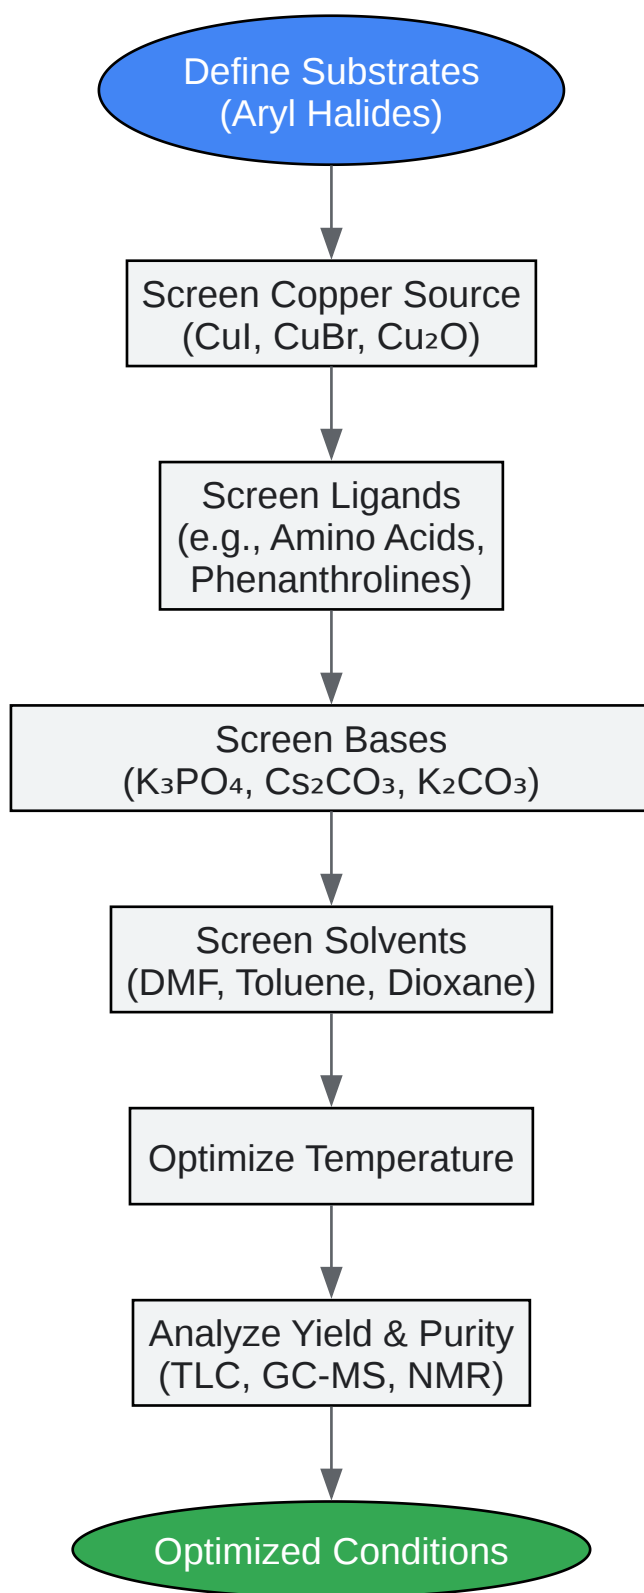 Define Substrates
(Aryl Halides)
Screen Copper Source
(CuI, CuBr, Cu₂O)
Screen Ligands
(e.g., Amino Acids,
Phenanthrolines)
Screen Bases
(K₃PO₄, Cs₂CO₃, K₂CO₃)
Screen Solvents
(DMF, Toluene, Dioxane)
Optimize Temperature
Analyze Yield & Purity
(TLC, GC-MS, NMR)
Optimized Conditions